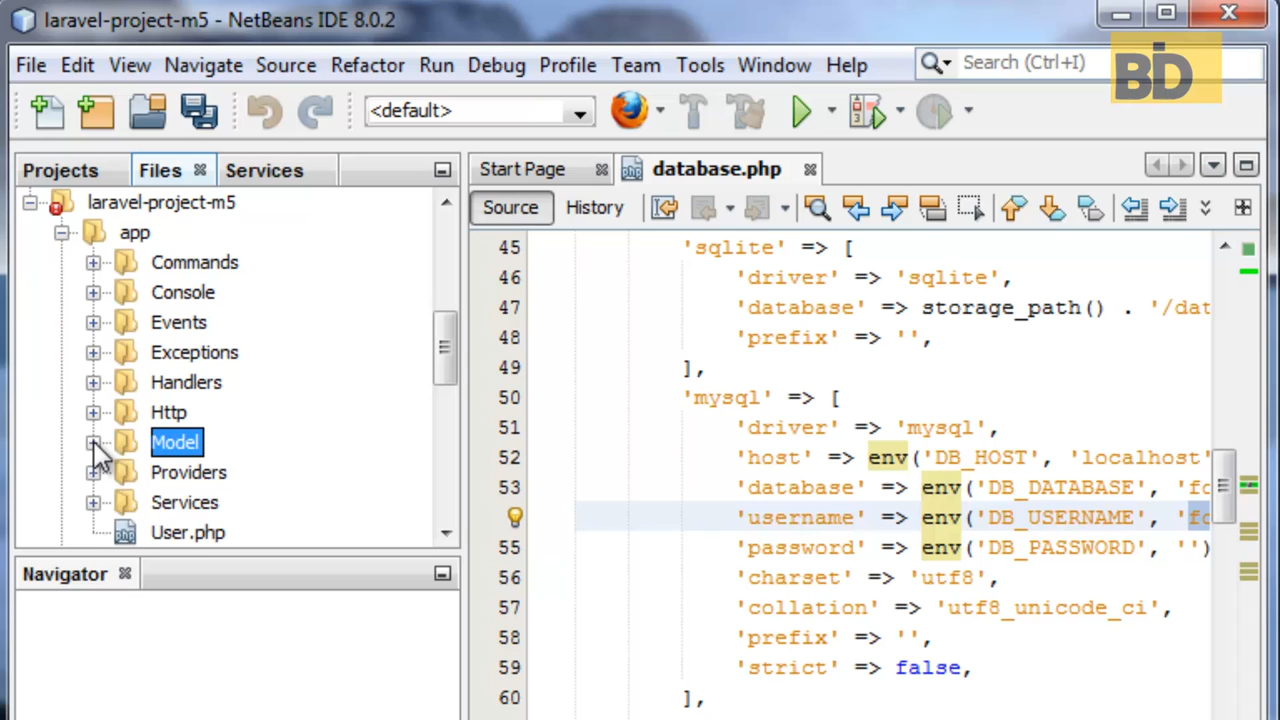 laravel-project-m5 - NetBeans IDE 8.0.2
File Edit View Navigate Source Refactor Run Debug Profile Team Tools Window Help
Search (Ctrl+I)
BD
<default>
Projects Files Services
Start Page database.php
Source History
laravel-project-m5
app
Commands
Console
Events
Exceptions
Handlers
Http
Model
Providers
Services
User.php
Navigator
45 'sqlite' => [
46 'driver' => 'sqlite',
47 'database' => storage_path() . '/dat
48 'prefix' => '',
49 ],
50 'mysql' => [
51 'driver' => 'mysql',
52 'host' => env('DB_HOST', 'localhost'
53 'database' => env('DB_DATABASE', 'fo
'username' => env('DB_USERNAME', 'fo
55 'password' => env('DB_PASSWORD', '')
56 'charset' => 'utf8',
57 'collation' => 'utf8_unicode_ci',
58 'prefix' => '',
59 'strict' => false,
60 ],